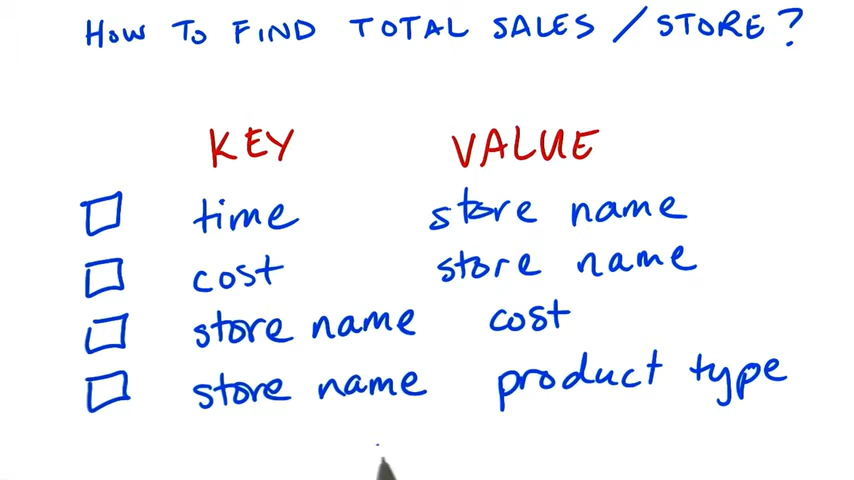 HOW TO FIND TOTAL SALES / STORE?
KEY VALUE
time store name
cost store name
store name cost
store name product type